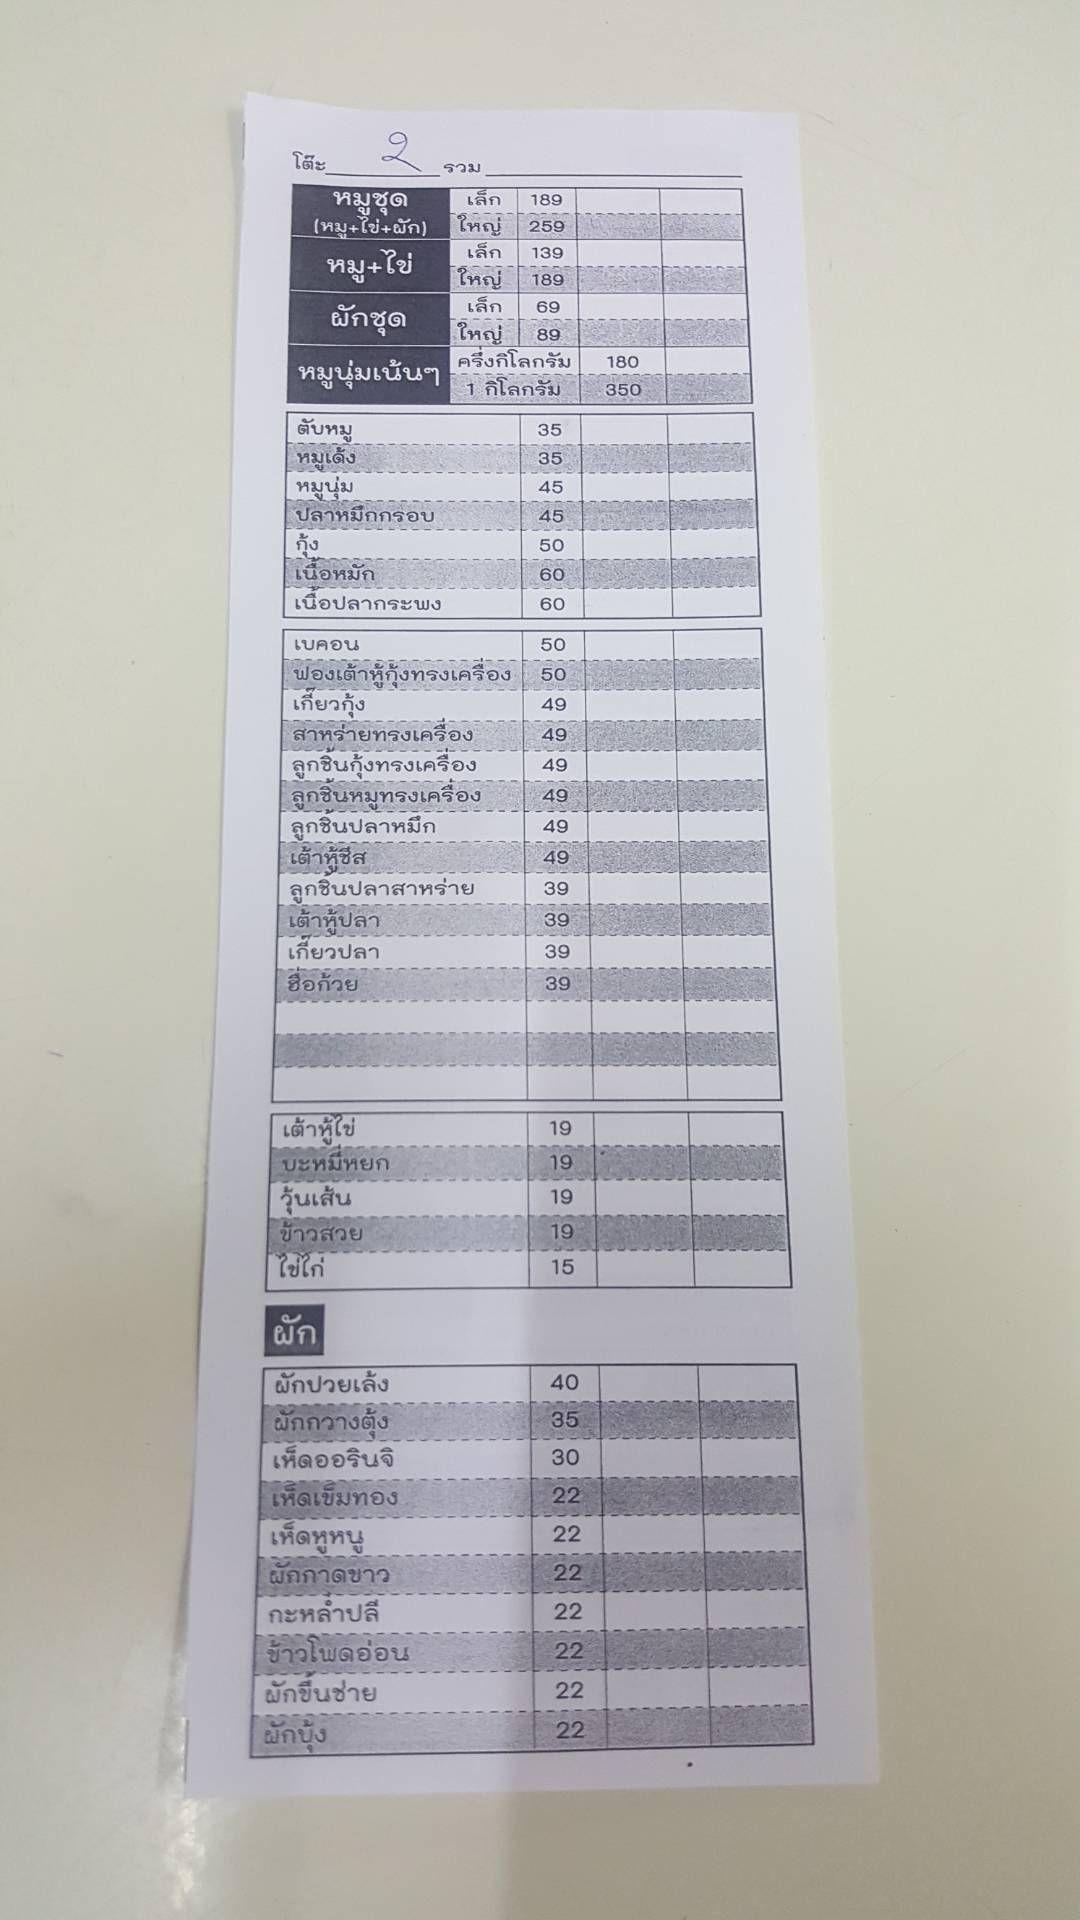 โต๊ะ 2 รวม
หมูชุด (หมู+ไข่+ผัก) เล็ก 189
ใหญ่ 259
หมู+ไข่ เล็ก 139
ใหญ่ 189
ผักชุด เล็ก 69
ใหญ่ 89
หมูนุ่มเน้นๆ ครึ่งกิโลกรัม 180
1 กิโลกรัม 350
ตับหมู 35
หมูเด้ง 35
หมูนุ่ม 45
ปลาหมึกกรอบ 45
กุ้ง 50
เนื้อหมัก 60
เนื้อปลากระพง 60
เบคอน 50
ฟองเต้าหู้กุ้งทรงเครื่อง 50
เกี๊ยวกุ้ง 49
สาหร่ายทรงเครื่อง 49
ลูกชิ้นกุ้งทรงเครื่อง 49
ลูกชิ้นหมูทรงเครื่อง 49
ลูกชิ้นปลาหมึก 49
เต้าหู้ชีส 49
ลูกชิ้นปลาสาหร่าย 39
เต้าหู้ปลา 39
เกี๊ยวปลา 39
ฮื่อก้วย 39
เต้าหู้ไข่ 19
บะหมี่หยก 19
วุ้นเส้น 19
ข้าวสวย 19
ไข่ไก่ 15
ผัก
ผักปวยเล้ง 40
ผักกวางตุ้ง 35
เห็ดออรินจิ 30
เห็ดเข็มทอง 22
เห็ดหูหนู 22
ผักกาดขาว 22
กะหล่ำปลี 22
ข้าวโพดอ่อน 22
ผักขึ้นช่าย 22
ผักบุ้ง 22